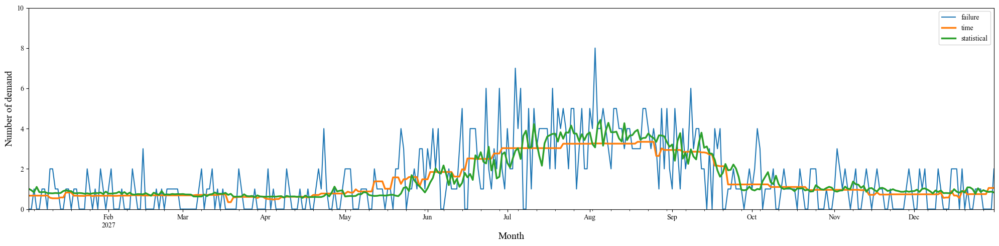 10
8
6
4
2
0
Number of demand
failure
time
statistical
Feb
2027
Mar
Apr
May
Jun
Jul
Aug
Sep
Oct
Nov
Dec
Month